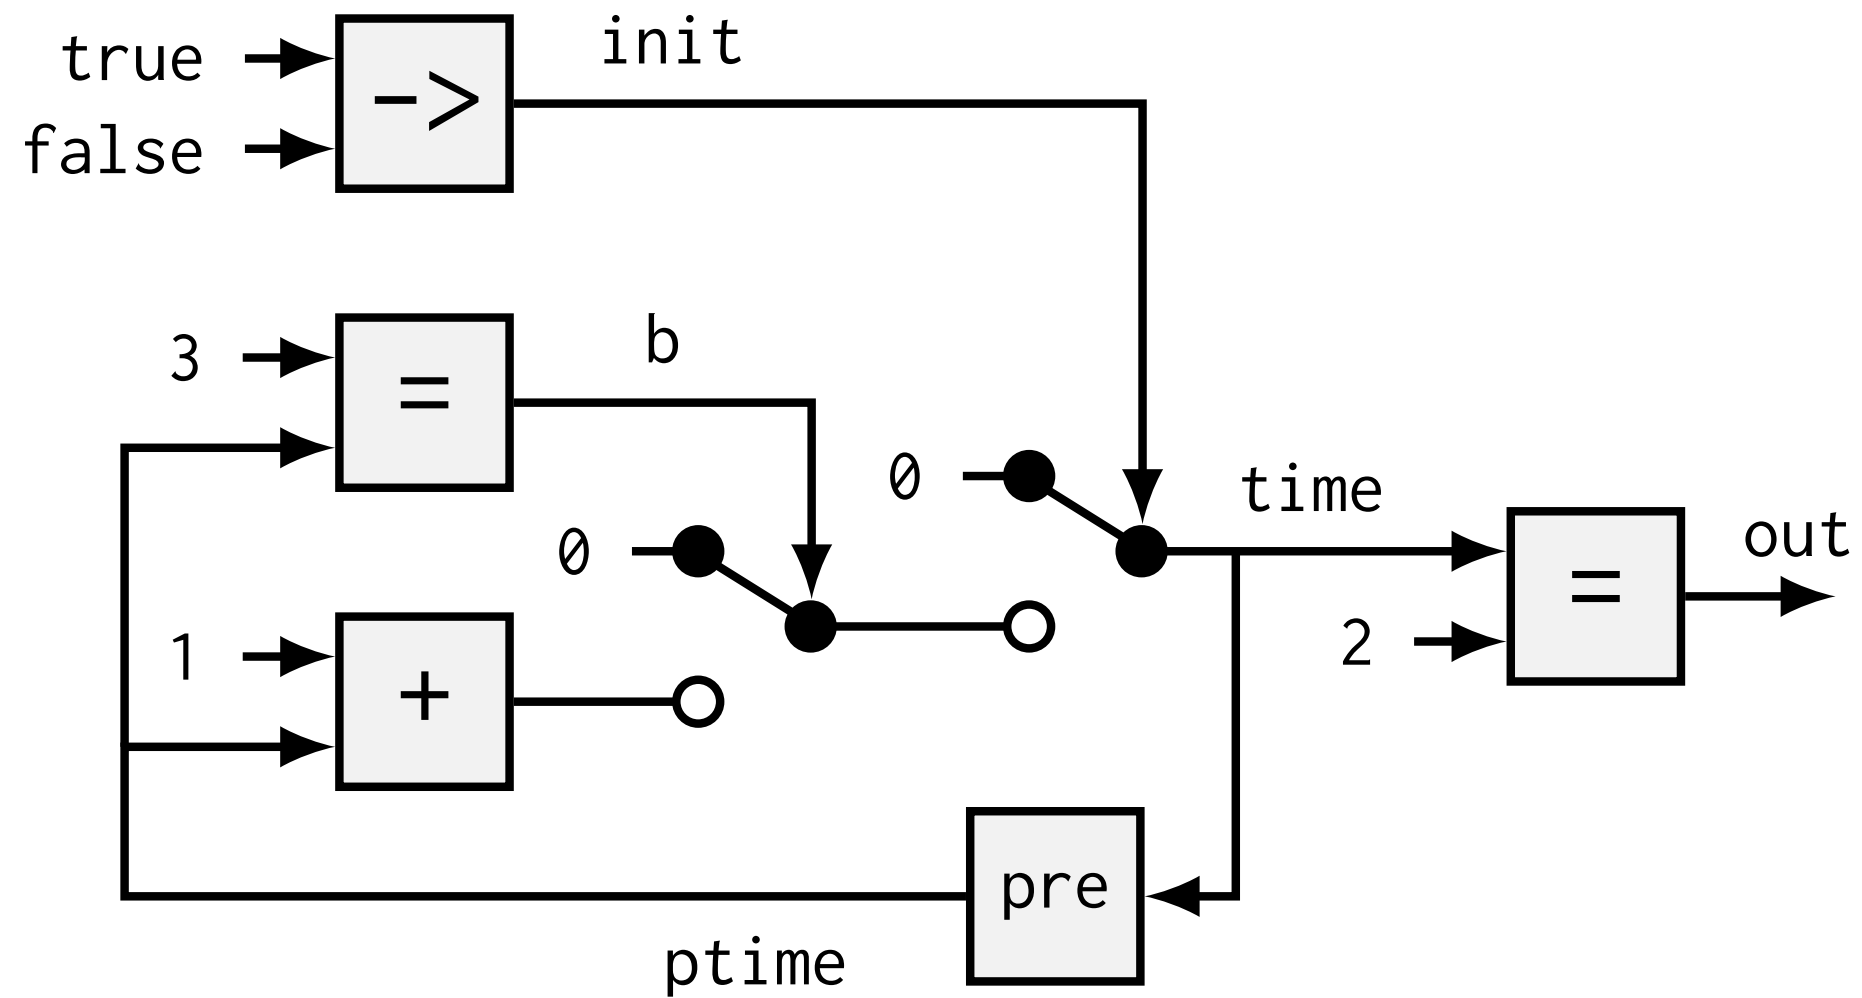 true
false
->
init
3
=
b
0
0
1
+
time
2
=
out
pre
ptime